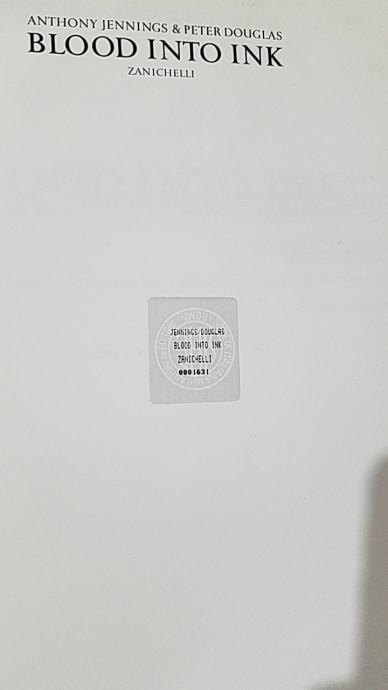 ANTHONY JENNINGS & PETER DOUGLAS
BLOOD INTO INK
ZANICHELLI
JENNINGS/DOUGLAS
BLOOD INTO INK
ZANICHELLI
0001631